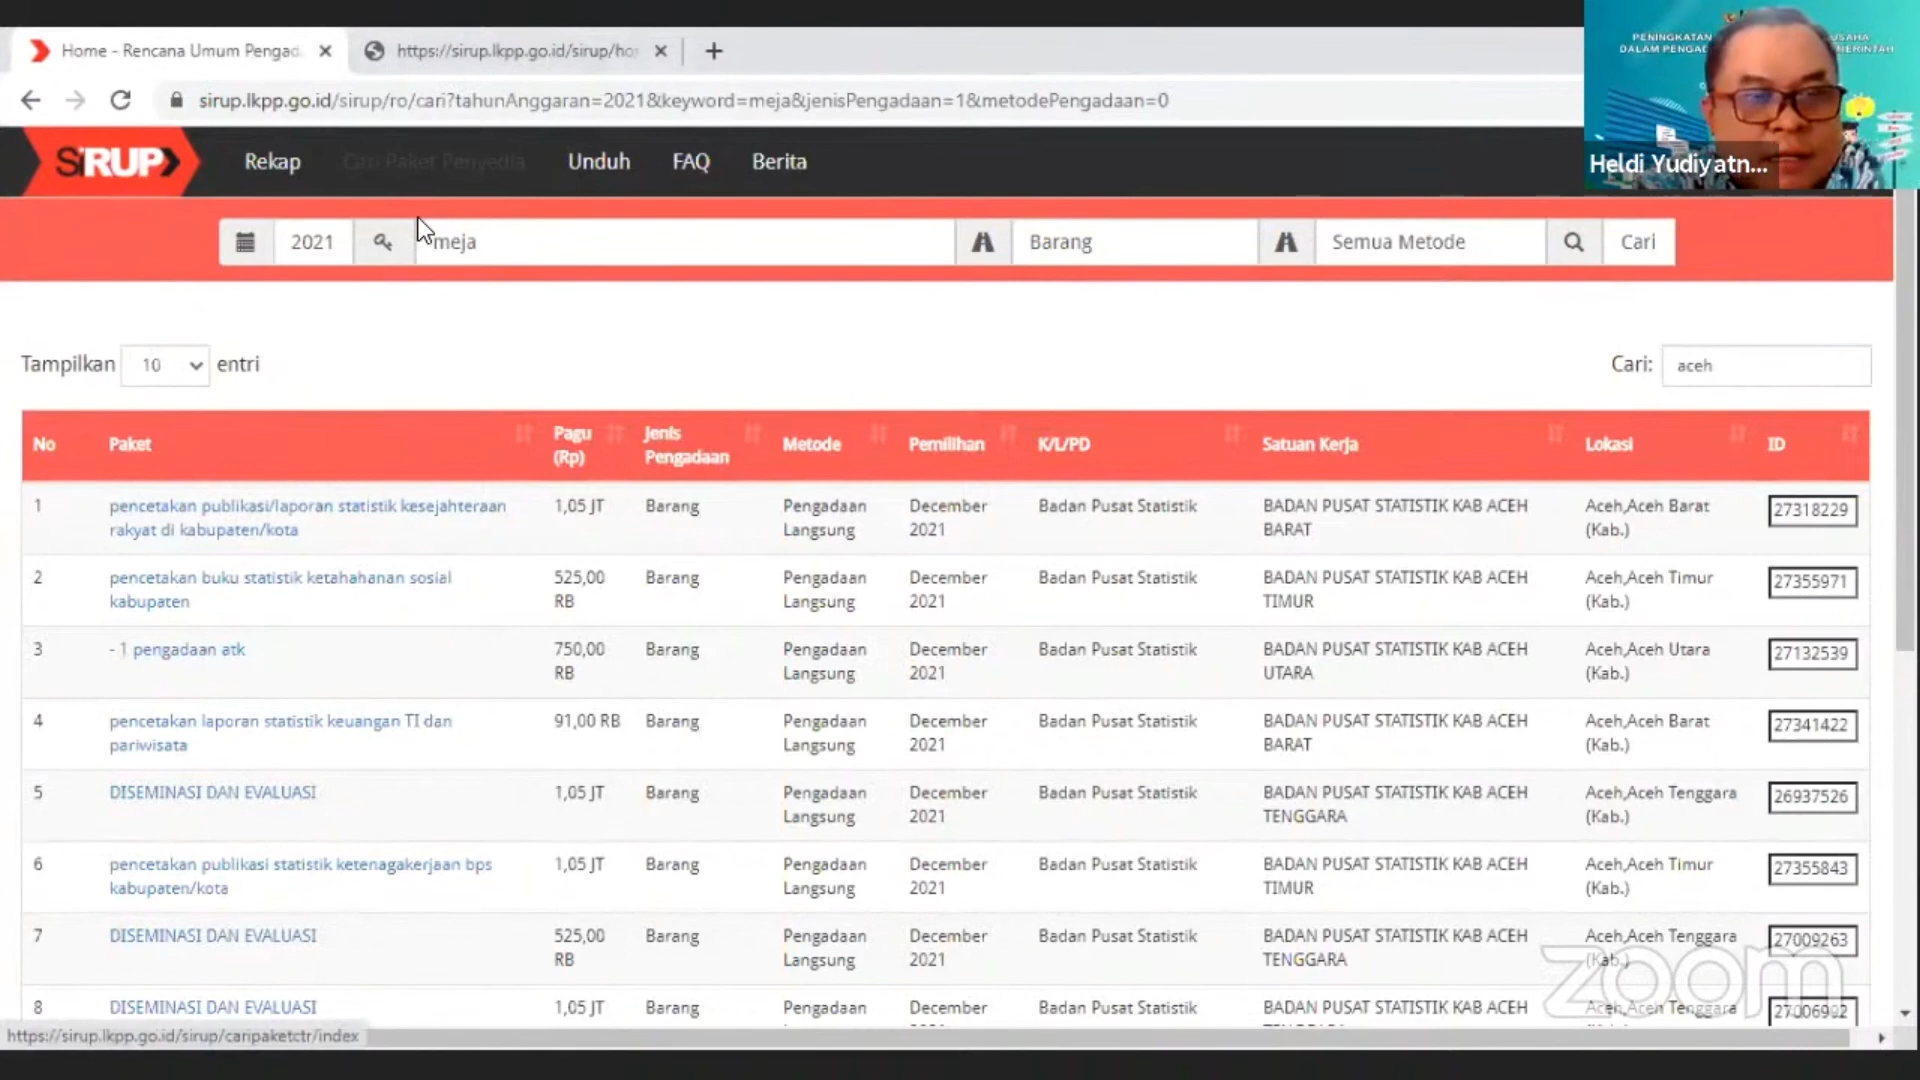 Home - Rencana Umum Pengad
https://sirup.lkpp.go.id/sirup/ho
sirup.lkpp.go.id/sirup/ro/cari?tahunAnggaran=2021&keyword=meja&jenisPengadaan=1&metodePengadaan=0
PENINGKATAN USAHA
DALAM PENGAD MERINTAH
Heldi Yudiyatn...
SiRUP Rekap Cari Paket Penyedia Unduh FAQ Berita
2021 meja Barang Semua Metode Cari
Tampilkan 10 entri Cari: aceh
No Paket Pagu (Rp) Jenis Pengadaan Metode Pemilihan K/L/PD Satuan Kerja Lokasi ID
1 pencetakan publikasi/laporan statistik kesejahteraan 1,05 JT Barang Pengadaan December Badan Pusat Statistik BADAN PUSAT STATISTIK KAB ACEH Aceh,Aceh Barat 27318229
rakyat di kabupaten/kota Langsung 2021 BARAT (Kab.)
2 pencetakan buku statistik ketahahanan sosial 525,00 Barang Pengadaan December Badan Pusat Statistik BADAN PUSAT STATISTIK KAB ACEH Aceh,Aceh Timur 27355971
kabupaten RB Langsung 2021 TIMUR (Kab.)
3 - 1 pengadaan atk 750,00 Barang Pengadaan December Badan Pusat Statistik BADAN PUSAT STATISTIK KAB ACEH Aceh,Aceh Utara 27132539
RB Langsung 2021 UTARA (Kab.)
4 pencetakan laporan statistik keuangan TI dan 91,00 RB Barang Pengadaan December Badan Pusat Statistik BADAN PUSAT STATISTIK KAB ACEH Aceh,Aceh Barat 27341422
pariwisata Langsung 2021 BARAT (Kab.)
5 DISEMINASI DAN EVALUASI 1,05 JT Barang Pengadaan December Badan Pusat Statistik BADAN PUSAT STATISTIK KAB ACEH Aceh,Aceh Tenggara 26937526
Langsung 2021 TENGGARA (Kab.)
6 pencetakan publikasi statistik ketenagakerjaan bps 1,05 JT Barang Pengadaan December Badan Pusat Statistik BADAN PUSAT STATISTIK KAB ACEH Aceh,Aceh Timur 27355843
kabupaten/kota Langsung 2021 TIMUR (Kab.)
7 DISEMINASI DAN EVALUASI 525,00 Barang Pengadaan December Badan Pusat Statistik BADAN PUSAT STATISTIK KAB ACEH Aceh,Aceh Tenggara 27009263
RB Langsung 2021 TENGGARA (Kab.)
8 DISEMINASI DAN EVALUASI 1,05 JT Barang Pengadaan December Badan Pusat Statistik BADAN PUSAT STATISTIK KAB ACEH Aceh,Aceh Tenggara 27006992
zoom
https://sirup.lkpp.go.id/sirup/caripaketctr/index